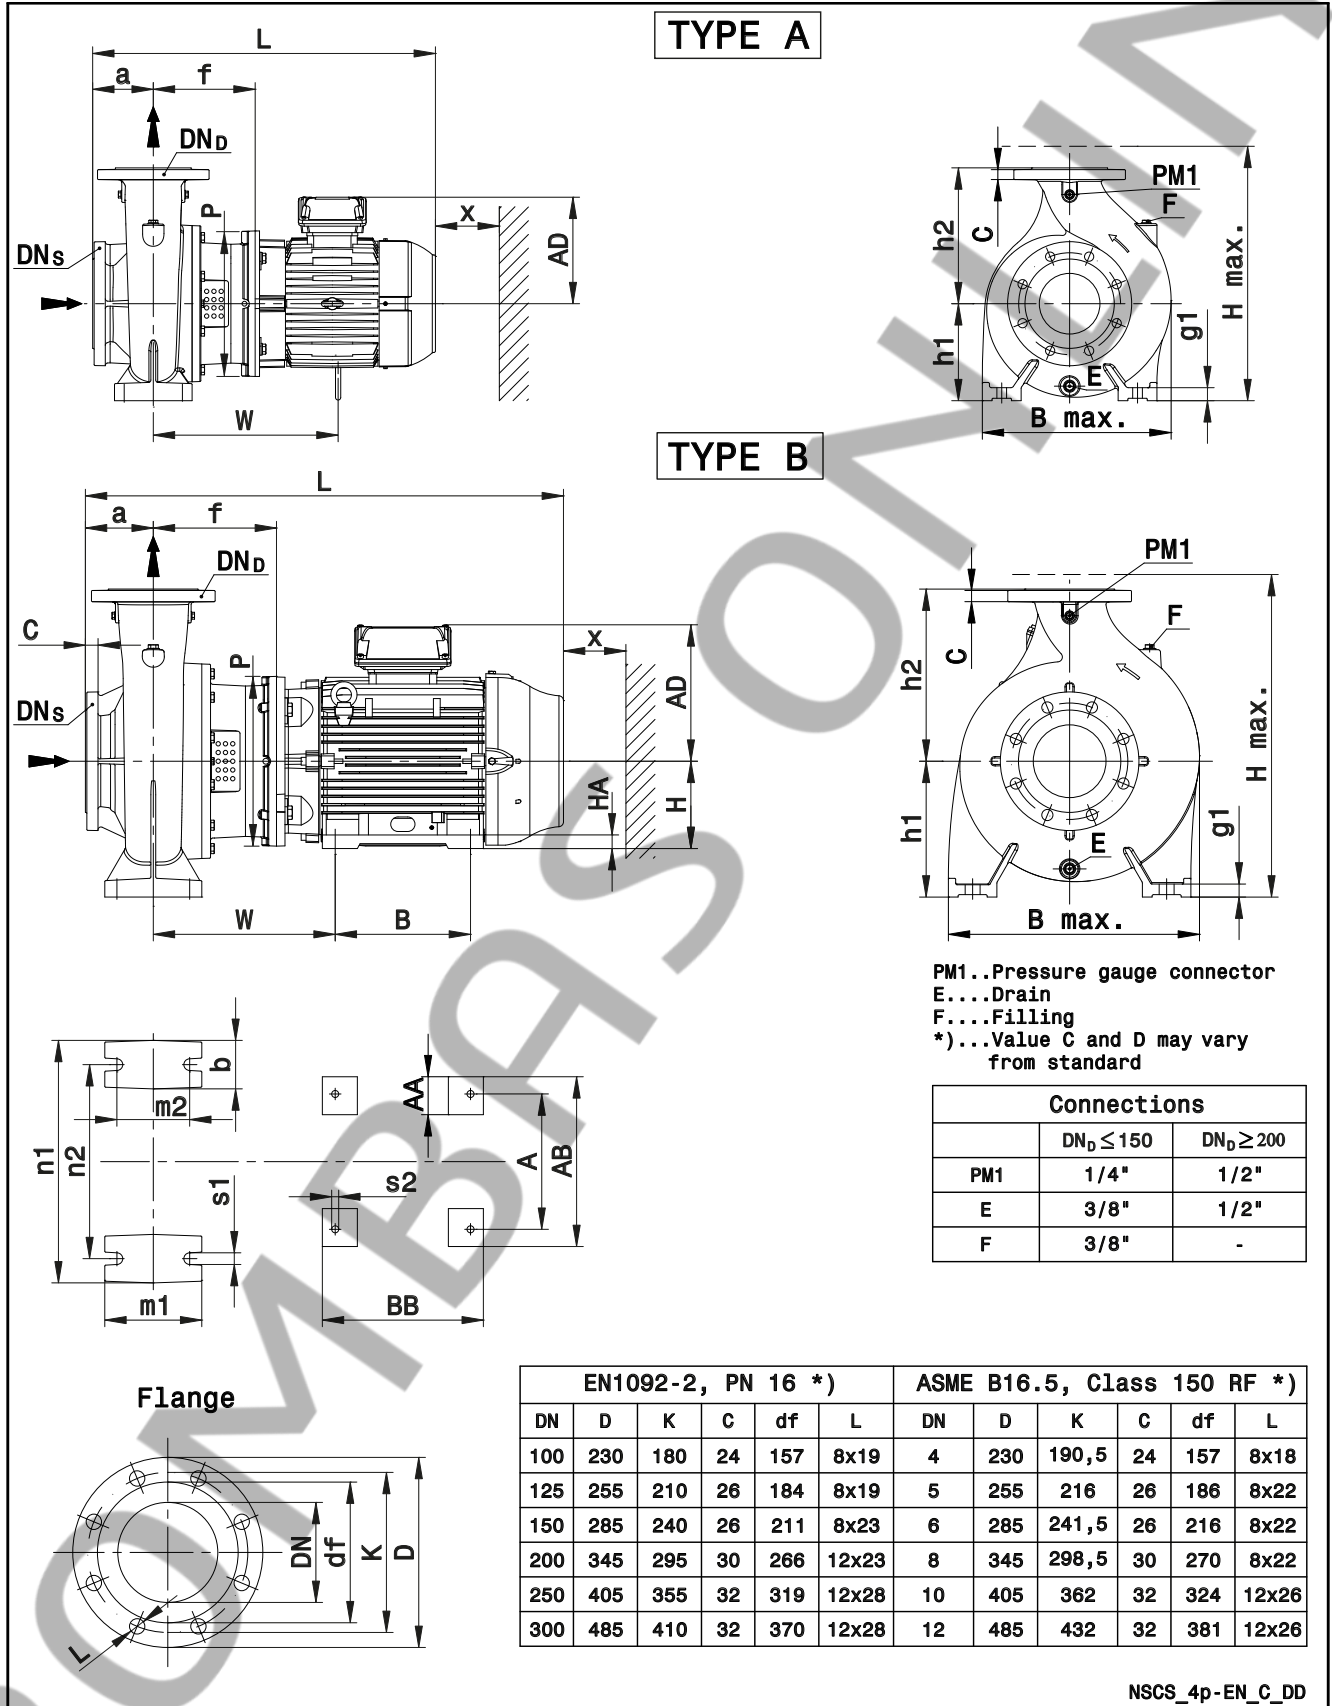 TYPE A
L
a f
DND
P
DNs
x
AD
W
PM1
F
C
h2
h1
H max.
g1
E
B max.
TYPE B
L
a f
DND
C
P
DNs
x
AD
HA
H
W B
PM1
F
C
h2
h1
H max.
g1
E
B max.
PM1..Pressure gauge connector
E....Drain
F....Filling
*)...Value C and D may vary
from standard
b
m2
n1
n2
s1
m1
AA
A
AB
s2
BB
Connections
DND ≤ 150 DND ≥ 200
PM1 1/4" 1/2"
E 3/8" 1/2"
F 3/8" -
Flange
DN
df
K
D
L
EN1092-2, PN 16 *) ASME B16.5, Class 150 RF *)
DN D K C df L DN D K C df L
100 230 180 24 157 8x19 4 230 190,5 24 157 8x18
125 255 210 26 184 8x19 5 255 216 26 186 8x22
150 285 240 26 211 8x23 6 285 241,5 26 216 8x22
200 345 295 30 266 12x23 8 345 298,5 30 270 8x22
250 405 355 32 319 12x28 10 405 362 32 324 12x26
300 485 410 32 370 12x28 12 485 432 32 381 12x26
NSCS_4p-EN_C_DD
OMBAS ONLIN